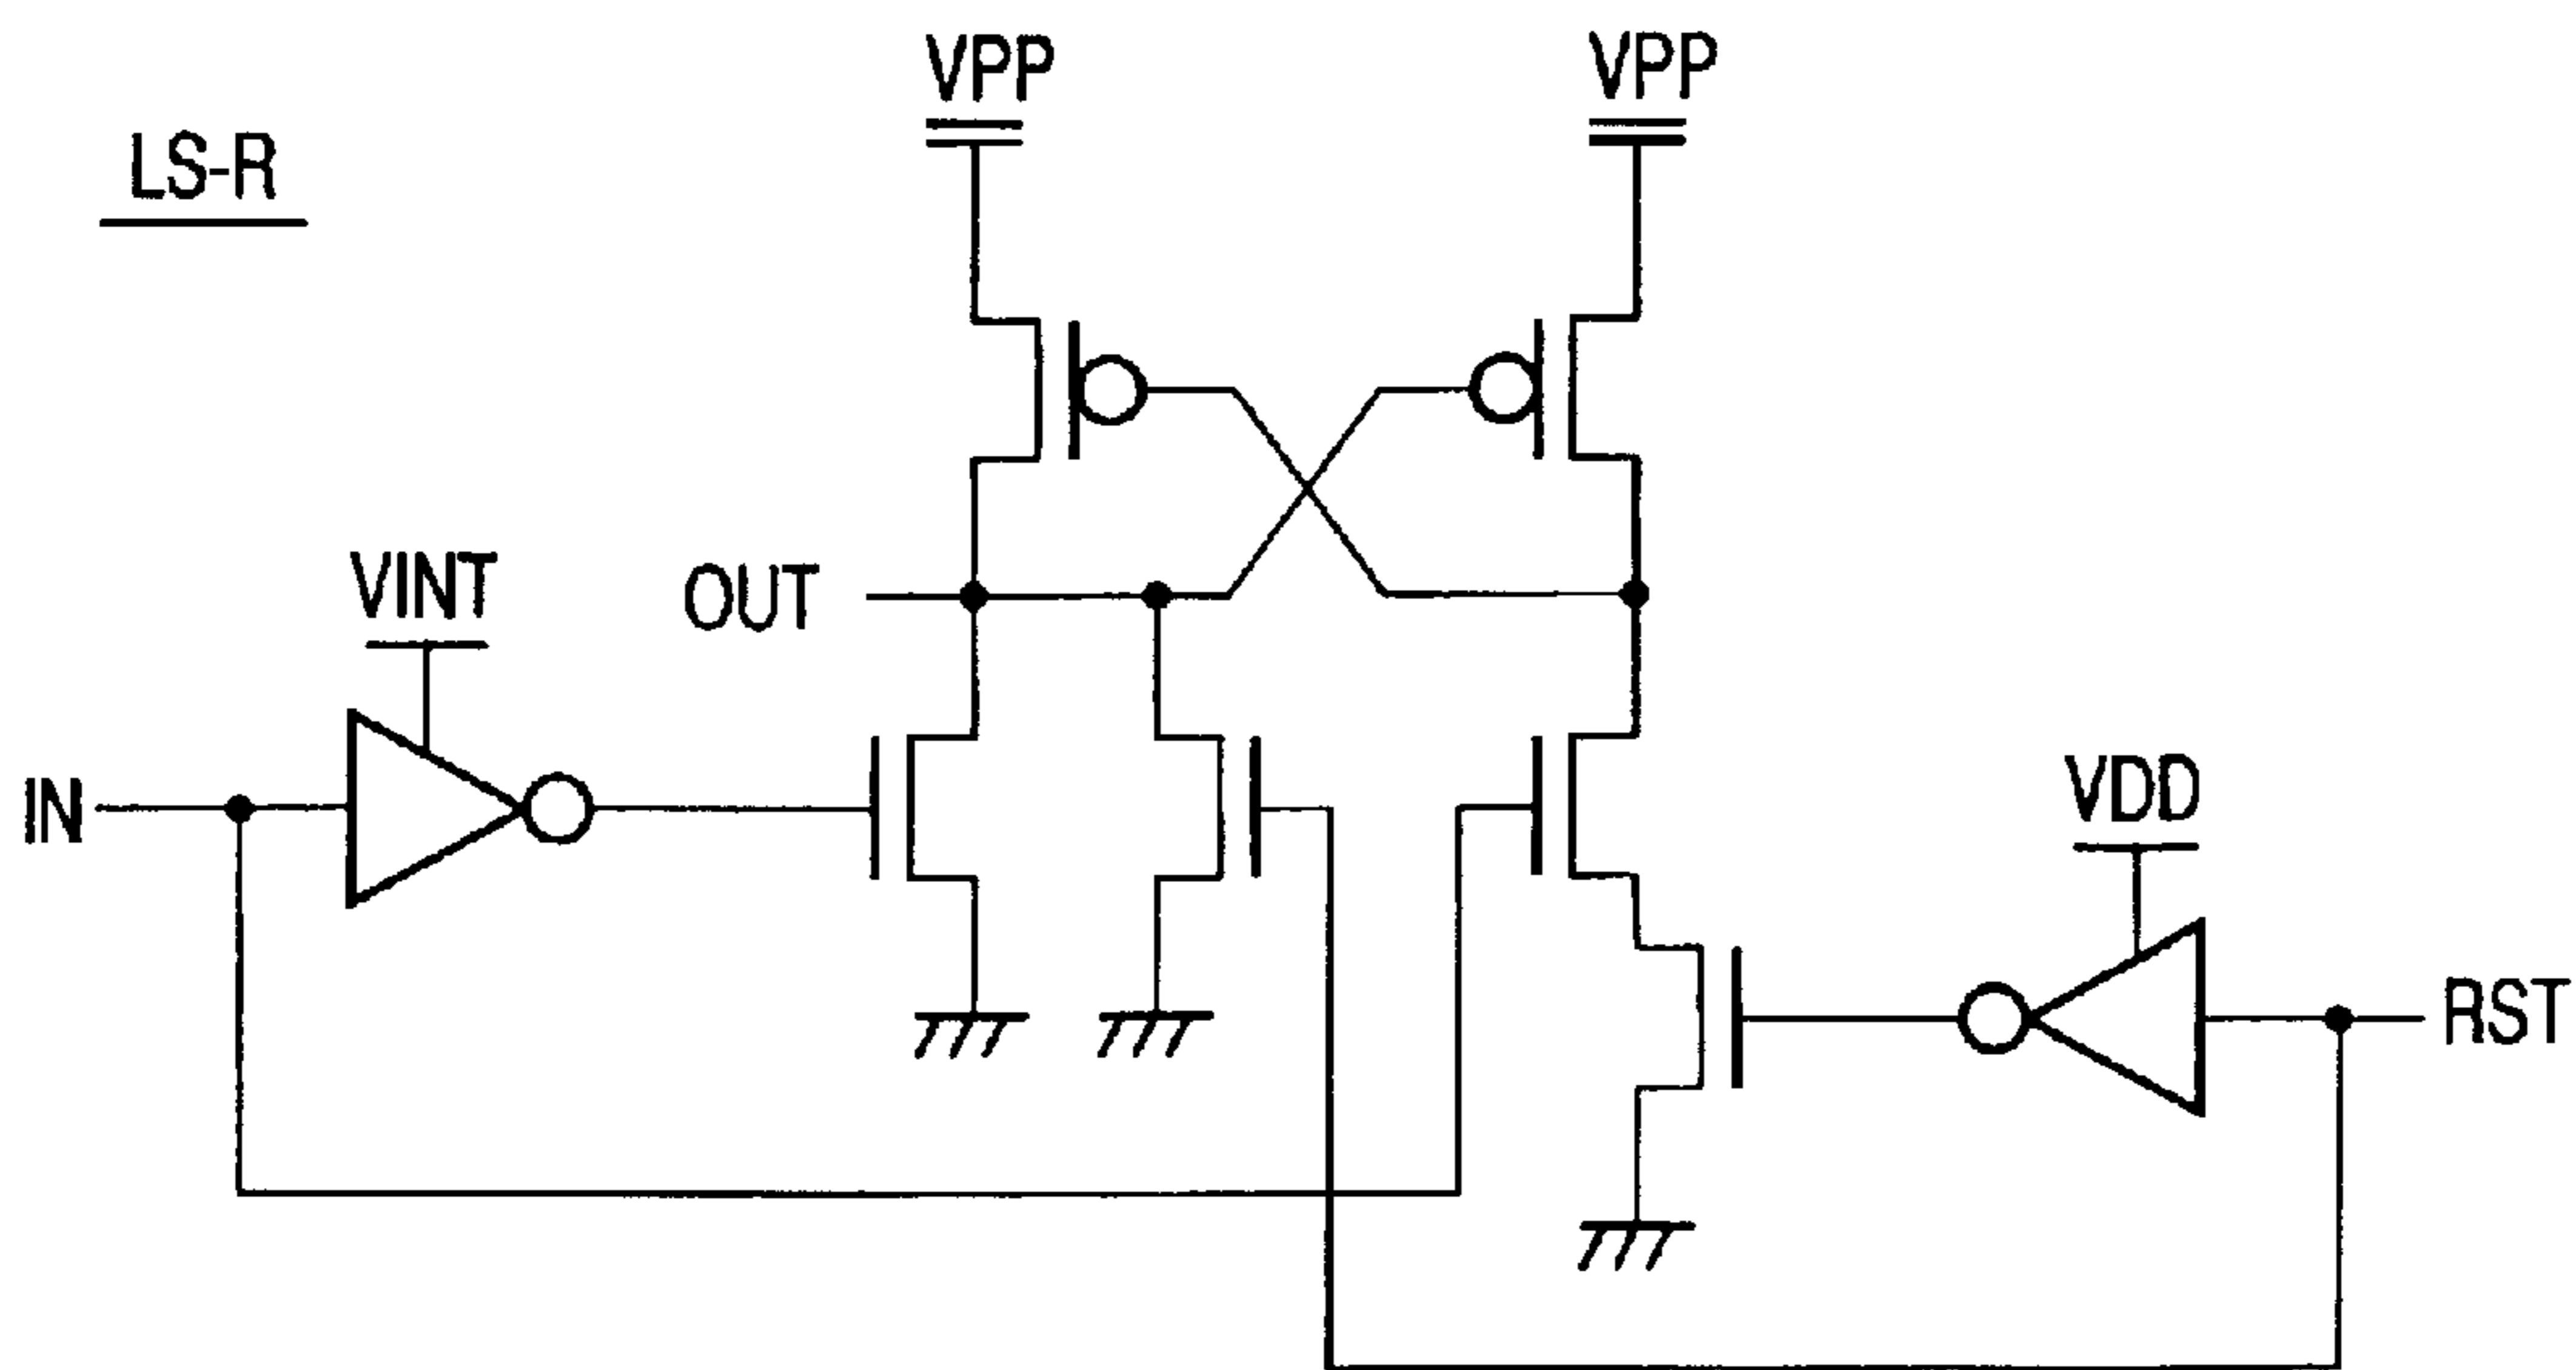 VPP
VPP
LS-R
VINT
OUT
IN
VDD
RST